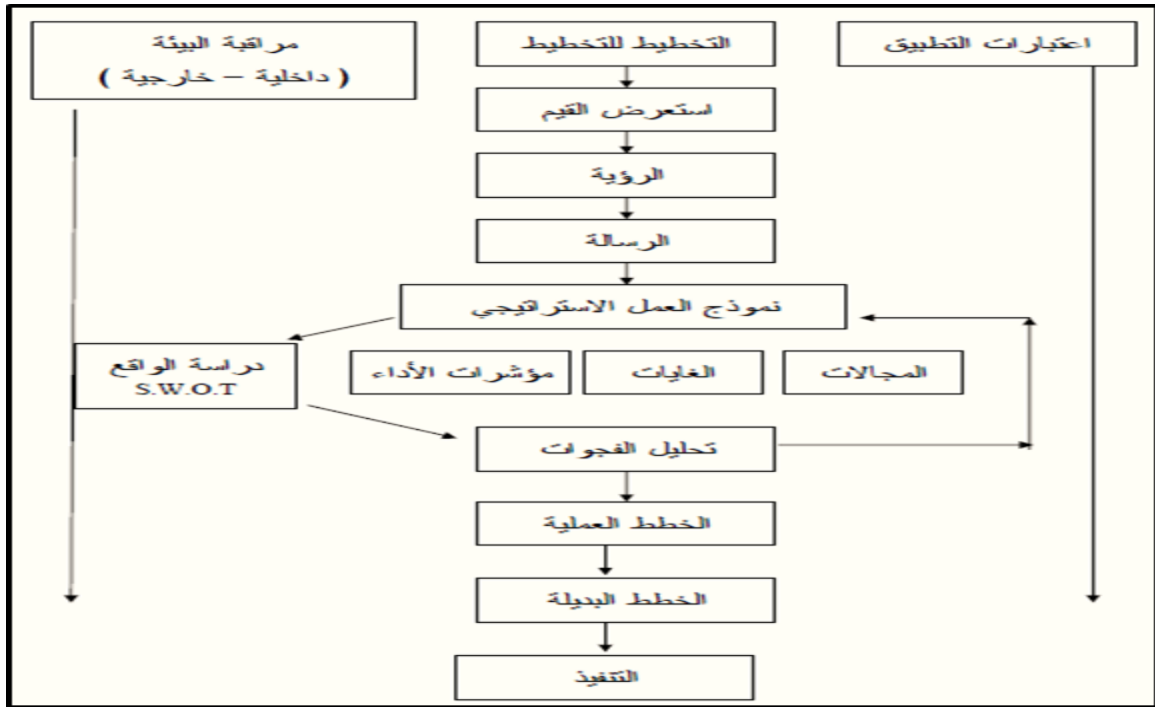 اعتبارات التطبيق
التخطيط للتخطيط
مراقبة البيئة
( داخلية – خارجية )
استعرض القيم
الرؤية
الرسالة
نموذج العمل الاستراتيجي
المجالات
الغايات
مؤشرات الأداء
دراسة الواقع
S.W.O.T
تحليل الفجوات
الخطط العملية
الخطط البديلة
التنفيذ